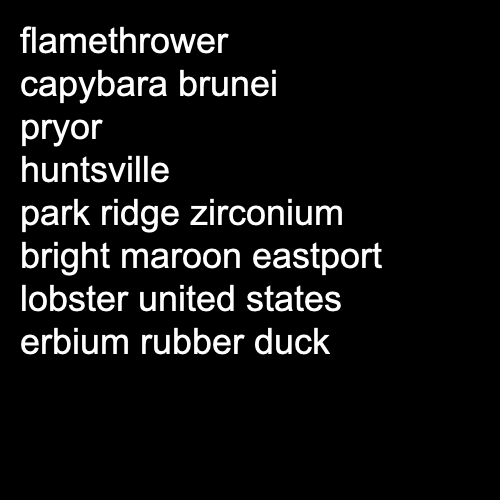 flamethrower
capybara brunei
pryor
huntsville
park ridge zirconium
bright maroon eastport
lobster united states
erbium rubber duck